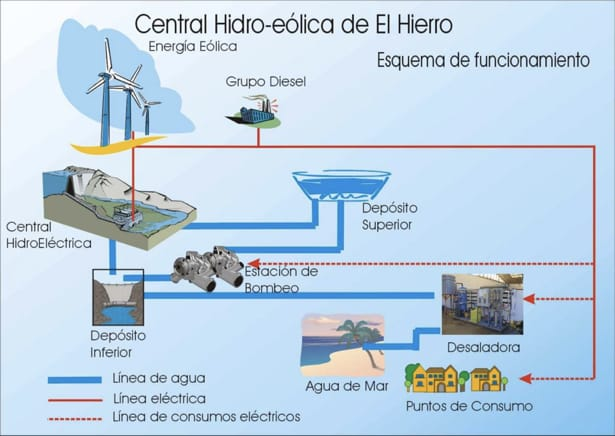 Central Hidro-eólica de El Hierro
Energía Eólica
Esquema de funcionamiento
Grupo Diesel
Depósito
Superior
Central
HidroEléctrica
Estación de
Bombeo
Depósito
Inferior
Desaladora
Agua de Mar
Puntos de Consumo
Línea de agua
Línea eléctrica
Línea de consumos eléctricos